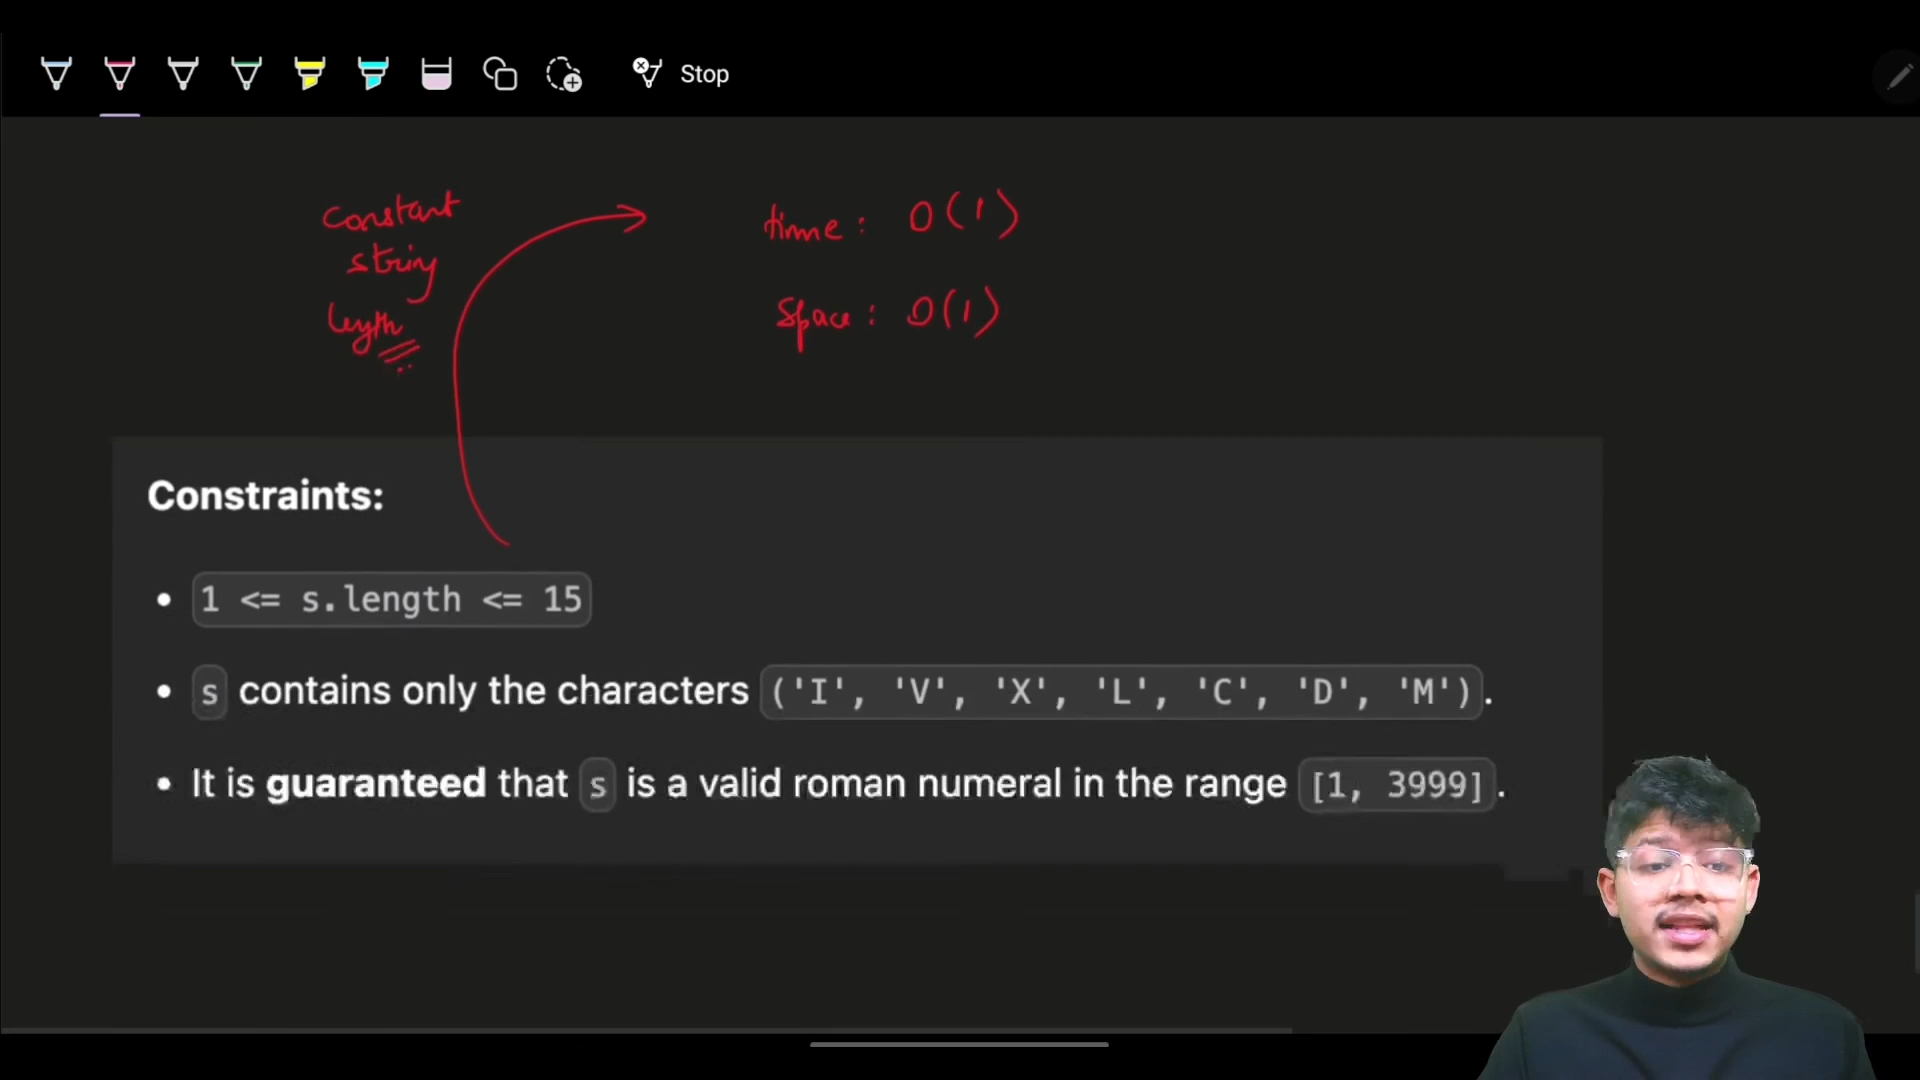 Stop
constant
string
length
time: O(1)
Space: O(1)
Constraints:
• 1 <= s.length <= 15
• s contains only the characters ('I', 'V', 'X', 'L', 'C', 'D', 'M').
• It is guaranteed that s is a valid roman numeral in the range [1, 3999].